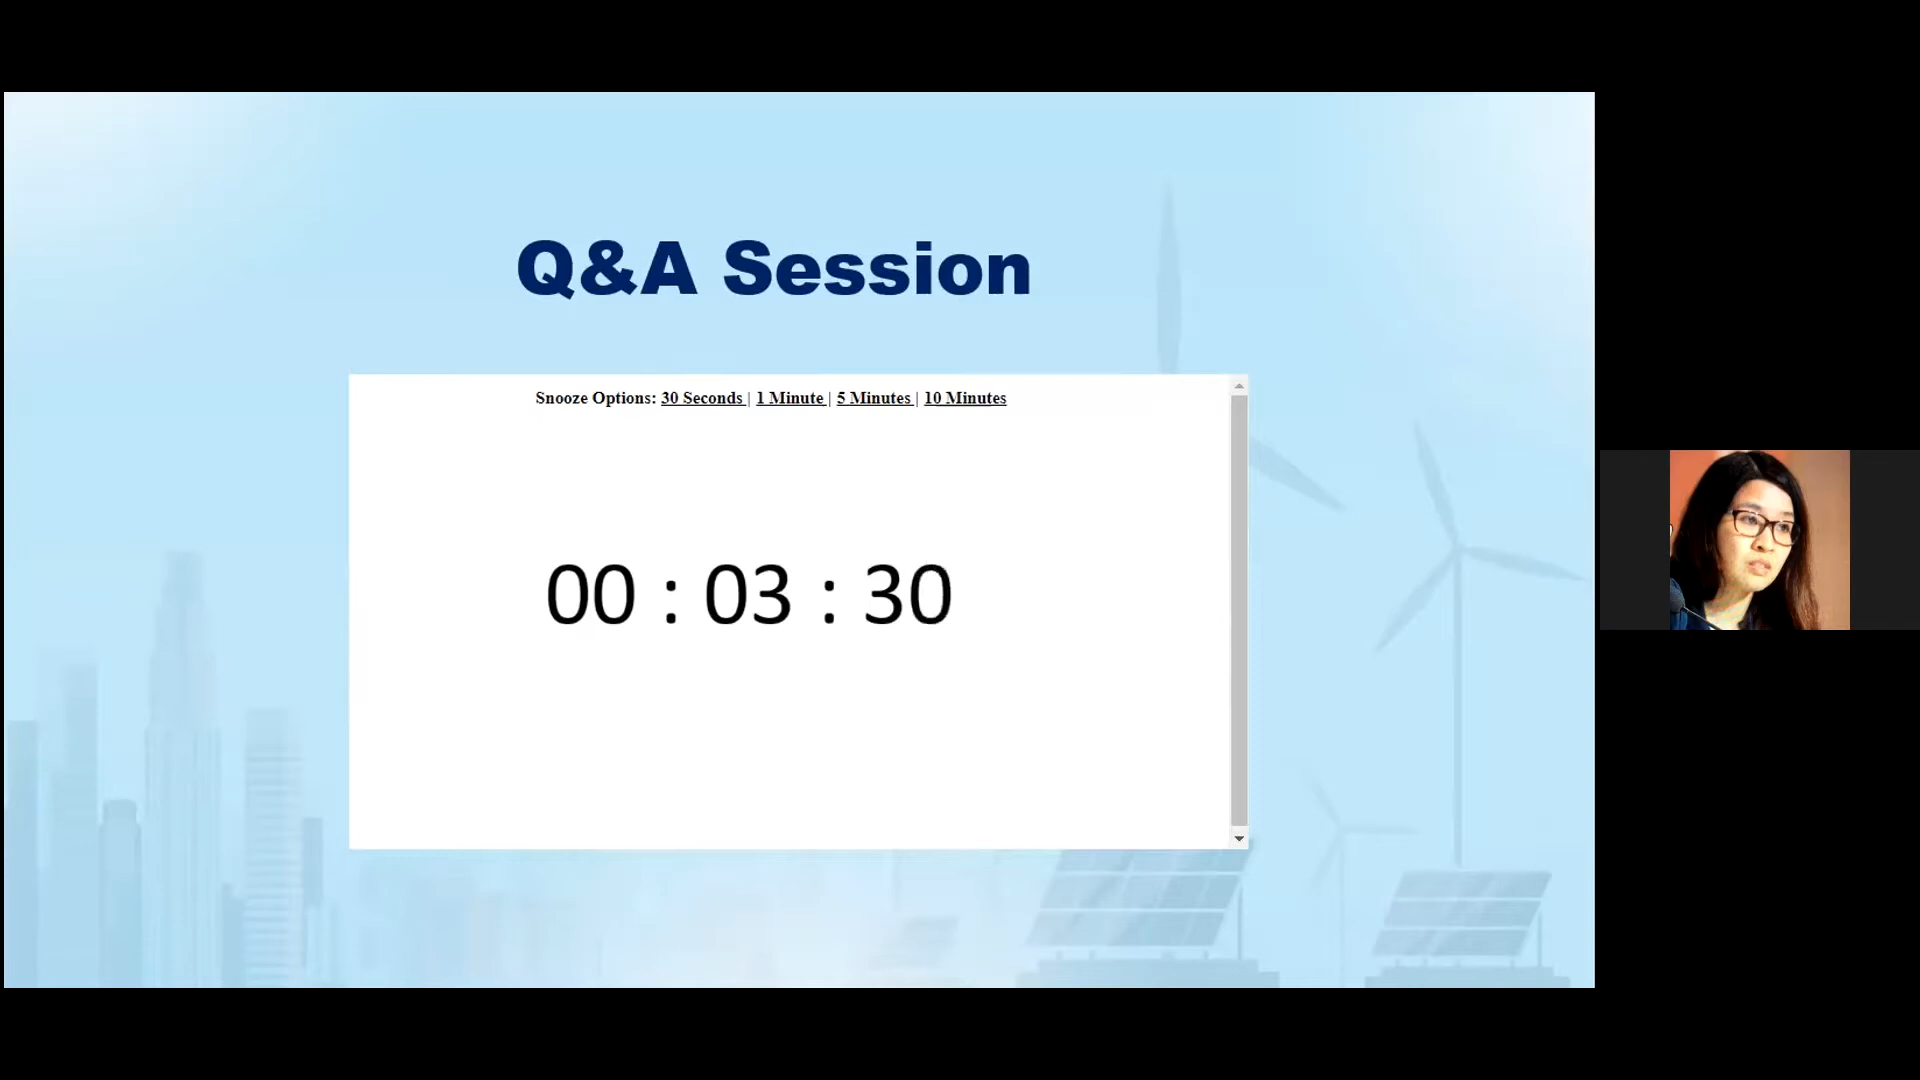 Q&A Session
Snooze Options: 30 Seconds | 1 Minute | 5 Minutes | 10 Minutes
00 : 03 : 30